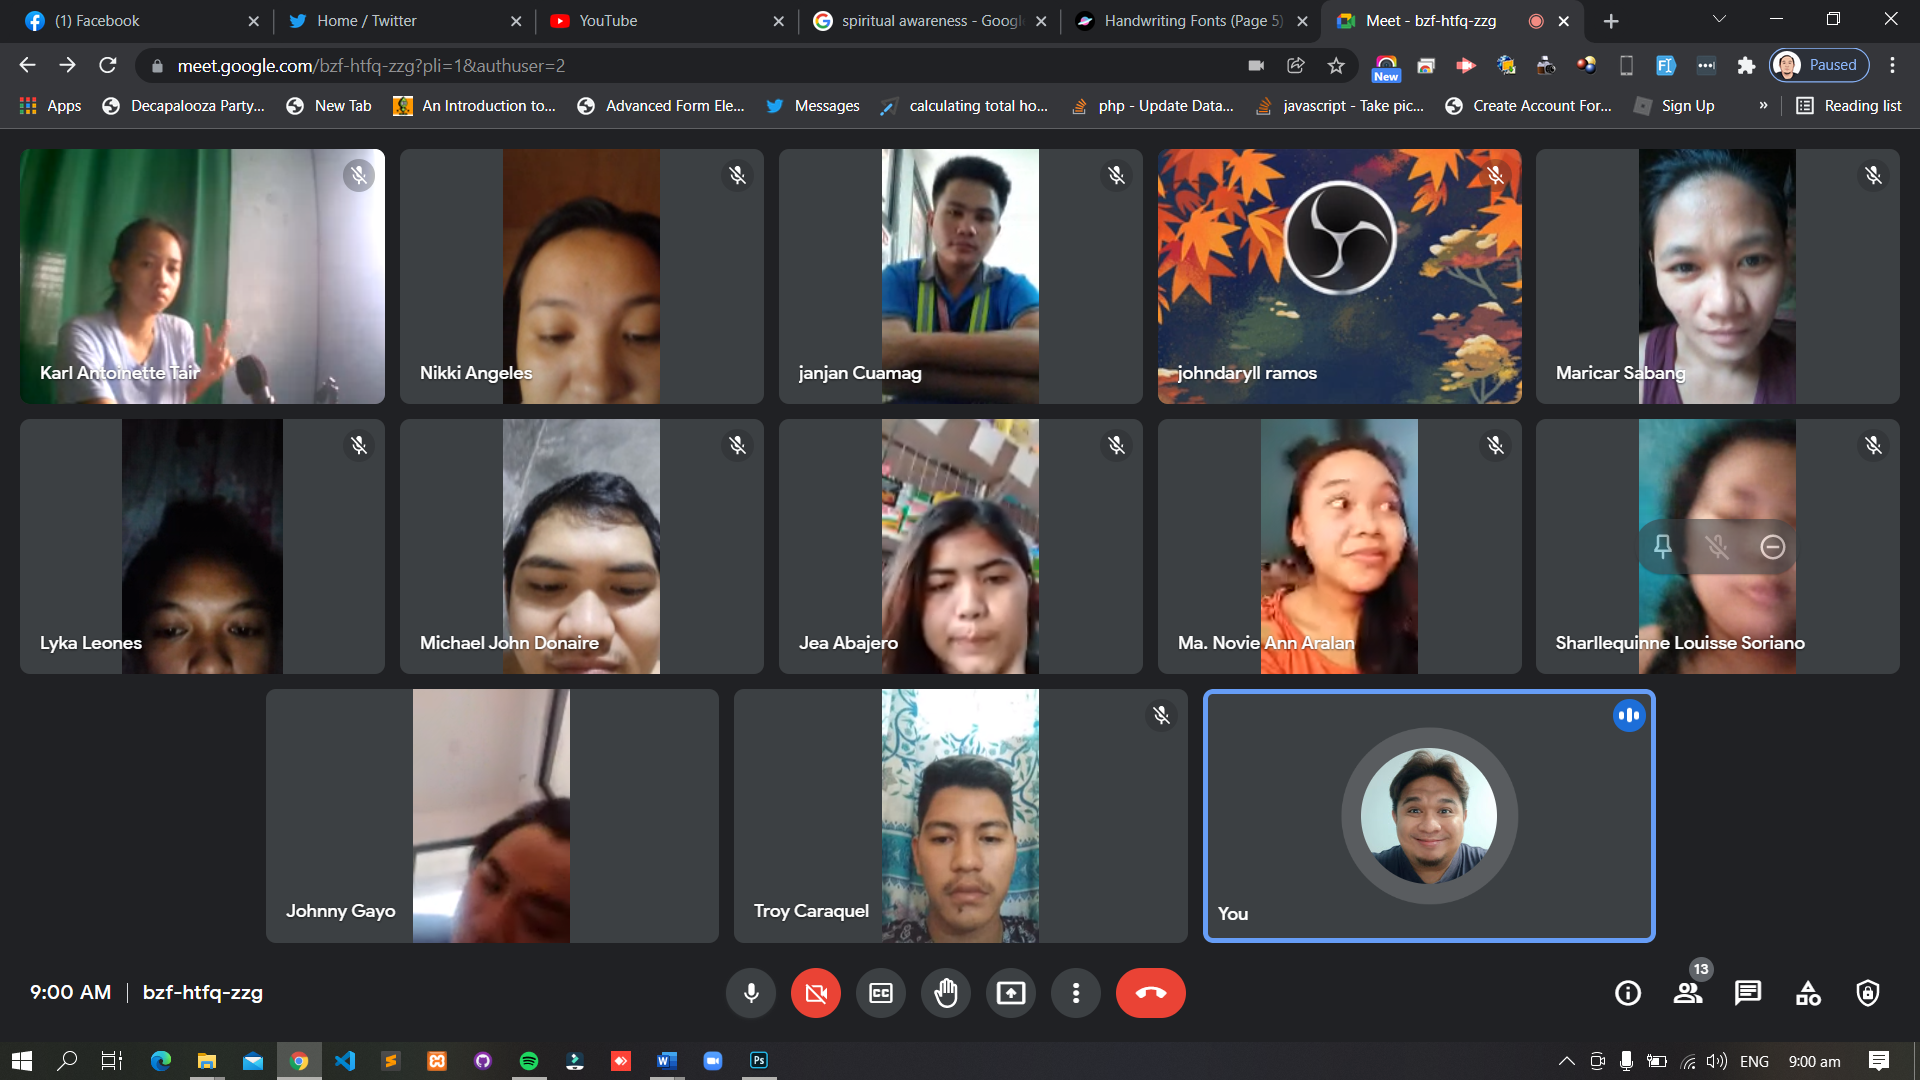 (1) Facebook
Home / Twitter
YouTube
spiritual awareness - Googl
Handwriting Fonts (Page 5)
Meet - bzf-htfq-zzg
meet.google.com/bzf-htfq-zzg?pli=1&authuser=2
New
Paused
Apps
Decapalooza Party...
New Tab
An Introduction to...
Advanced Form Ele...
Messages
calculating total ho...
php - Update Data...
javascript - Take pic...
Create Account For...
Sign Up
»
Reading list
Karl Antoinette Tair
Nikki Angeles
janjan Cuamag
johndaryll ramos
Maricar Sabang
Lyka Leones
Michael John Donaire
Jea Abajero
Ma. Novie Ann Aralan
Sharllequinne Louisse Soriano
Johnny Gayo
Troy Caraquel
You
9:00 AM | bzf-htfq-zzg
CC
13
W
Ps
ENG
9:00 am